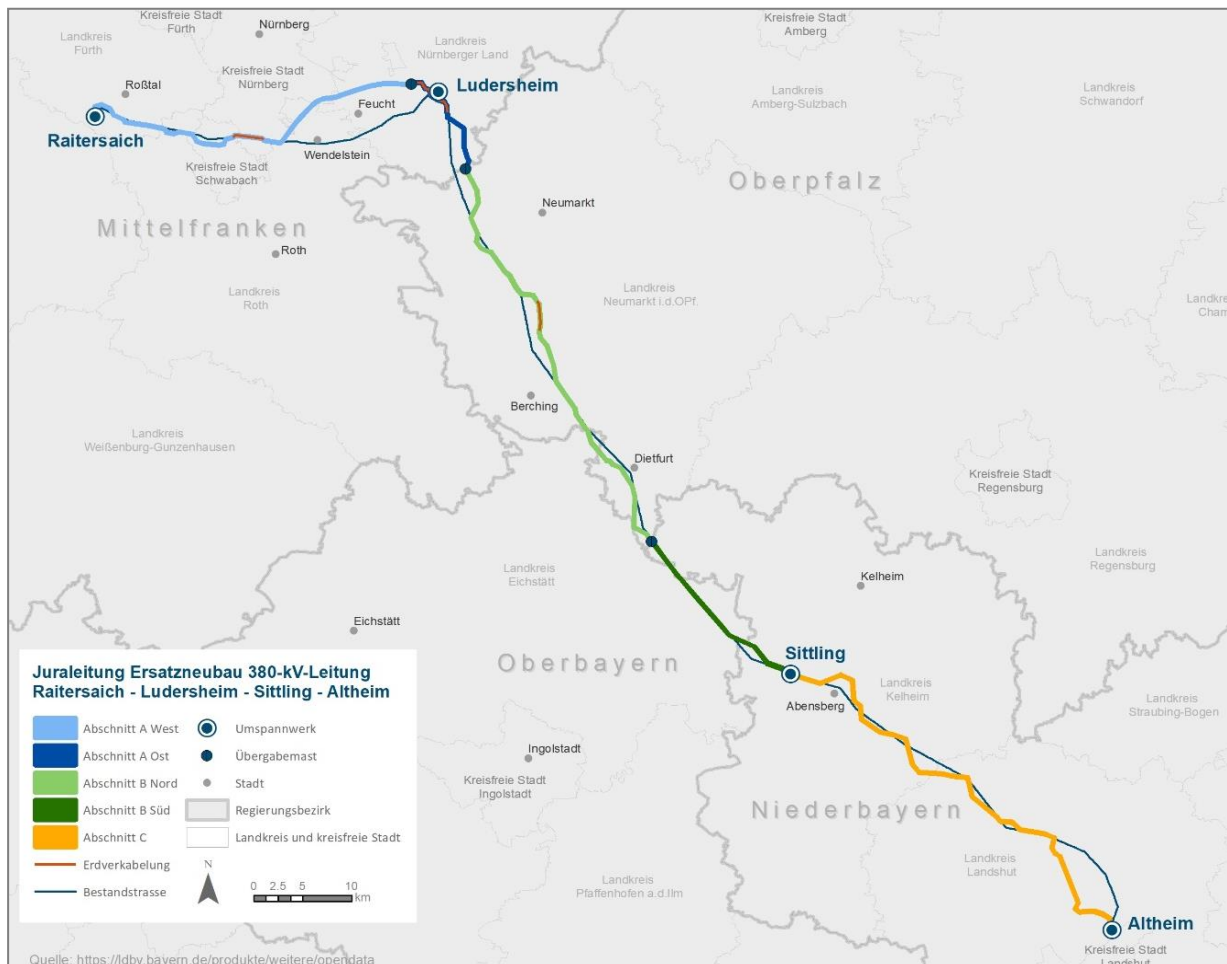 Kreisfreie Stadt
Fürth
Nürnberg
Landkreis
Fürth
Landkreis
Nürnberger Land
Kreisfreie Stadt
Amberg
Kreisfreie Stadt
Nürnberg
Roßtal
Feucht
Ludersheim
Landkreis
Amberg-Sulzbach
Landkreis
Schwandorf
Raitersaich
Wendelstein
Kreisfreie Stadt
Schwabach
Oberpfalz
Mittelfranken
Neumarkt
Roth
Landkreis
Roth
Landkreis
Neumarkt i.d.OPf.
Berching
Landkreis
Weißenburg-Gunzenhausen
Dietfurt
Kreisfreie Stadt
Regensburg
Landkreis
Regensburg
Landkreis
Eichstätt
Kelheim
Eichstätt
Oberbayern
Sittling
Landkreis
Kelheim
Abensberg
Landkreis
Straubing-Bogen
Ingolstadt
Kreisfreie Stadt
Ingolstadt
Niederbayern
Landkreis
Landshut
Landkreis
Pfaffenhofen a.d.Ilm
Altheim
Kreisfreie Stadt
Landshut
Juraleitung Ersatzneubau 380-kV-Leitung
Raitersaich - Ludersheim - Sittling - Altheim
Abschnitt A West
Umspannwerk
Abschnitt A Ost
Übergabemast
Abschnitt B Nord
Stadt
Abschnitt B Süd
Regierungsbezirk
Abschnitt C
Landkreis und kreisfreie Stadt
Erdverkabelung
Bestandstrasse
N
0 2.5 5 10
km
Quelle: https://ldbv.bayern.de/produkte/weitere/opendata